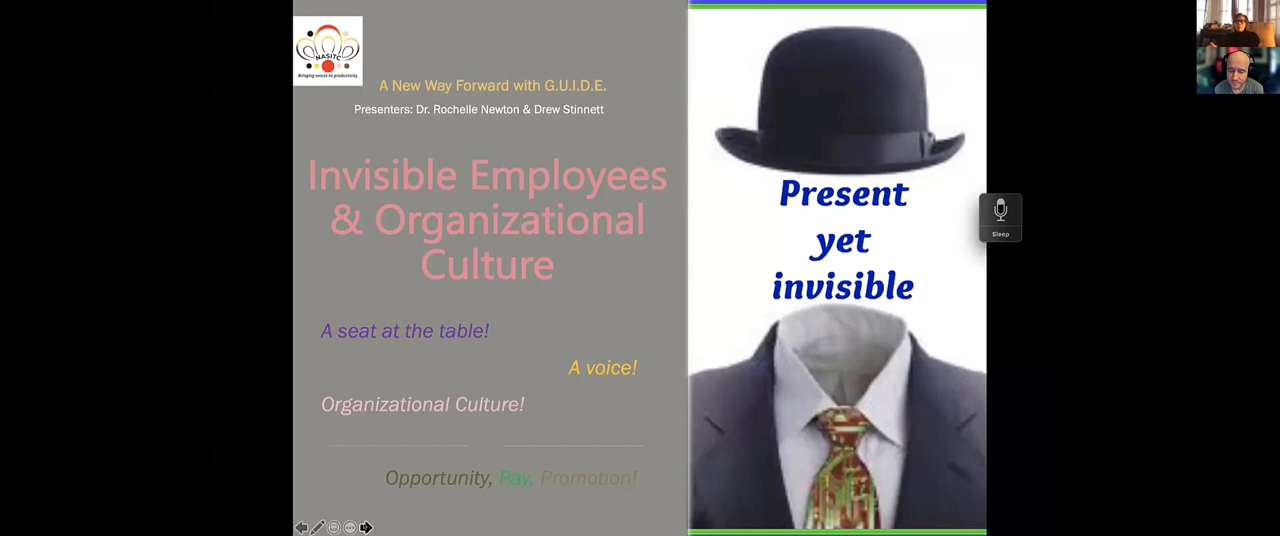 NASITC
Bringing voices to productivity
A New Way Forward with G.U.I.D.E.
Presenters: Dr. Rochelle Newton & Drew Stinnett
Invisible Employees
& Organizational
Culture
A seat at the table!
A voice!
Organizational Culture!
Opportunity, Pay, Promotion!
Present
yet
invisible
Sleep